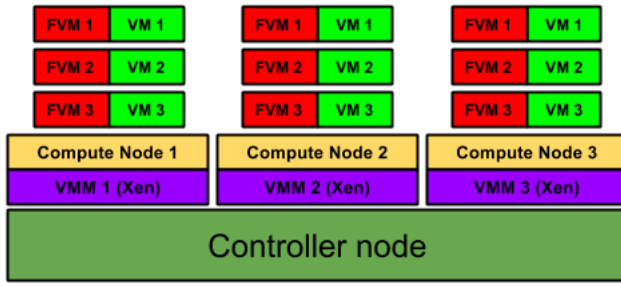 FVM 1 VM 1 FVM 1 VM 1 FVM 1 VM 1
FVM 2 VM 2 FVM 2 VM 2 FVM 2 VM 2
FVM 3 VM 3 FVM 3 VM 3 FVM 3 VM 3
Compute Node 1 Compute Node 2 Compute Node 3
VMM 1 (Xen) VMM 2 (Xen) VMM 3 (Xen)
Controller node